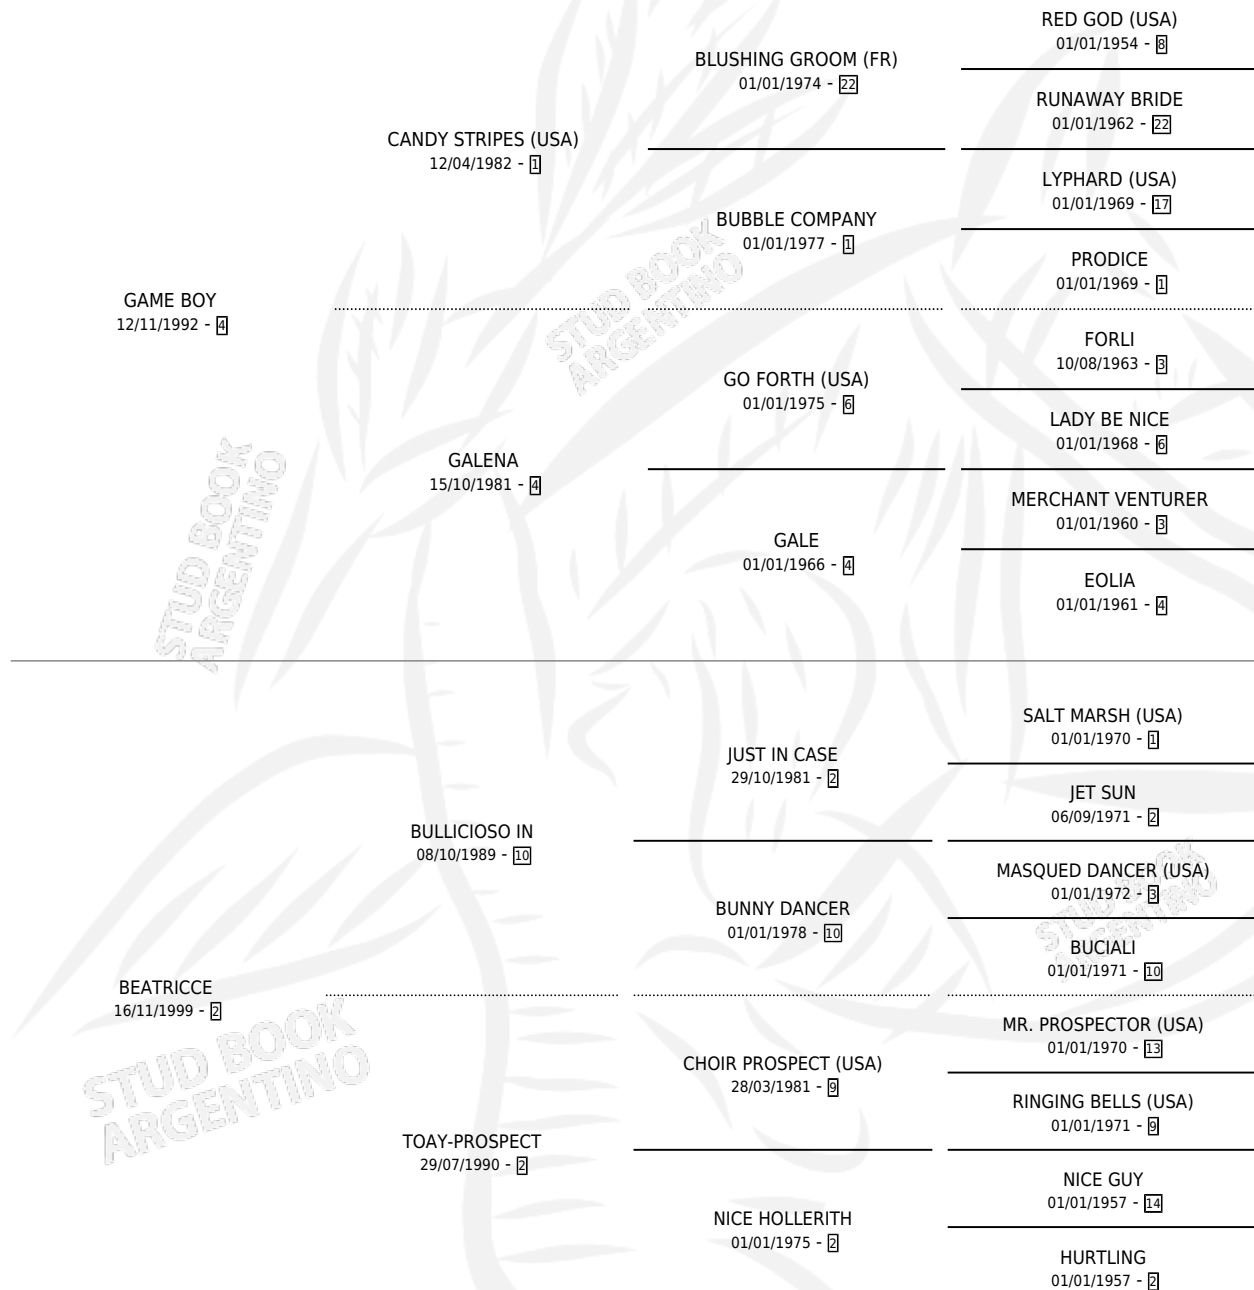 RED GOD (USA)
01/01/1954 - 8
BLUSHING GROOM (FR)
01/01/1974 - 22
RUNAWAY BRIDE
01/01/1962 - 22
CANDY STRIPES (USA)
12/04/1982 - 1
LYPHARD (USA)
01/01/1969 - 17
BUBBLE COMPANY
01/01/1977 - 1
PRODICE
01/01/1969 - 1
GAME BOY
12/11/1992 - 4
FORLI
10/08/1963 - 3
GO FORTH (USA)
01/01/1975 - 6
LADY BE NICE
01/01/1968 - 6
GALENA
15/10/1981 - 4
MERCHANT VENTURER
01/01/1960 - 3
GALE
01/01/1966 - 4
EOLIA
01/01/1961 - 4
SALT MARSH (USA)
01/01/1970 - 1
JUST IN CASE
29/10/1981 - 2
JET SUN
06/09/1971 - 2
BULLICIOSO IN
08/10/1989 - 10
MASQUED DANCER (USA)
01/01/1972 - 3
BUNNY DANCER
01/01/1978 - 10
BUCIALI
01/01/1971 - 10
BEATRICCE
16/11/1999 - 2
MR. PROSPECTOR (USA)
01/01/1970 - 13
CHOIR PROSPECT (USA)
28/03/1981 - 9
RINGING BELLS (USA)
01/01/1971 - 9
TOAY-PROSPECT
29/07/1990 - 2
NICE GUY
01/01/1957 - 14
NICE HOLLERITH
01/01/1975 - 2
HURTLING
01/01/1957 - 2
STUD BOOK
ARGENTINO
STUD BOOK
ARGENTINO
STUD BOOK
ARGENTINO
STUD BOOK
ARGENTINO